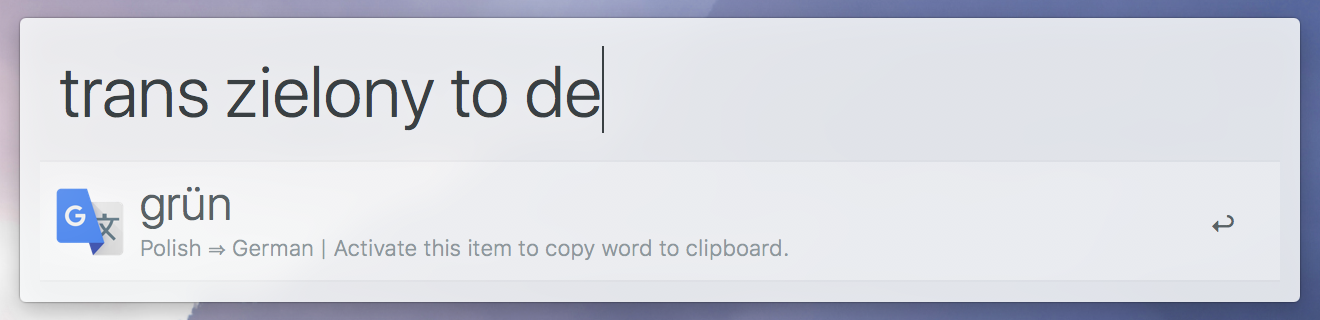 trans zielony to de
grün
Polish ⇒ German | Activate this item to copy word to clipboard.